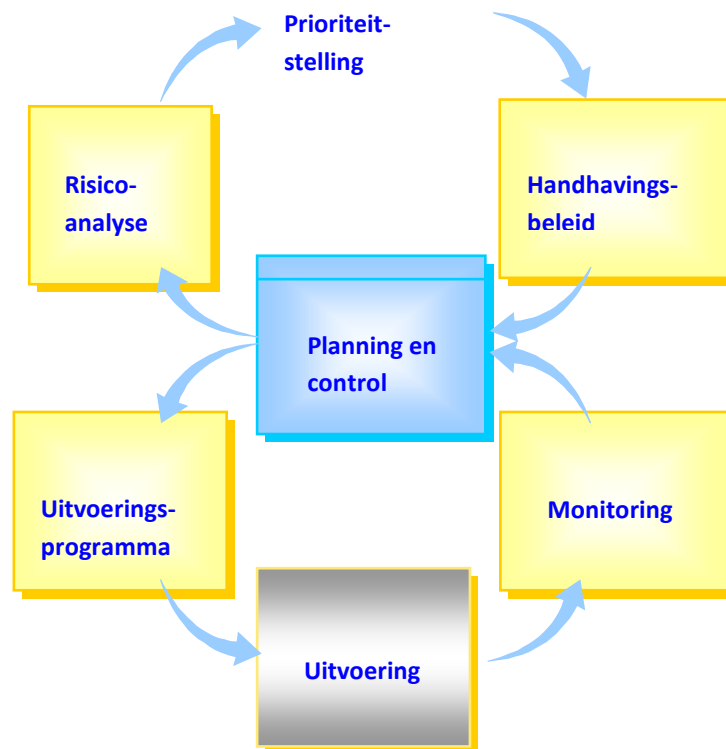 Prioriteit-
stelling
Risico-
analyse
Handhavings-
beleid
Planning en
control
Uitvoerings-
programma
Monitoring
Uitvoering